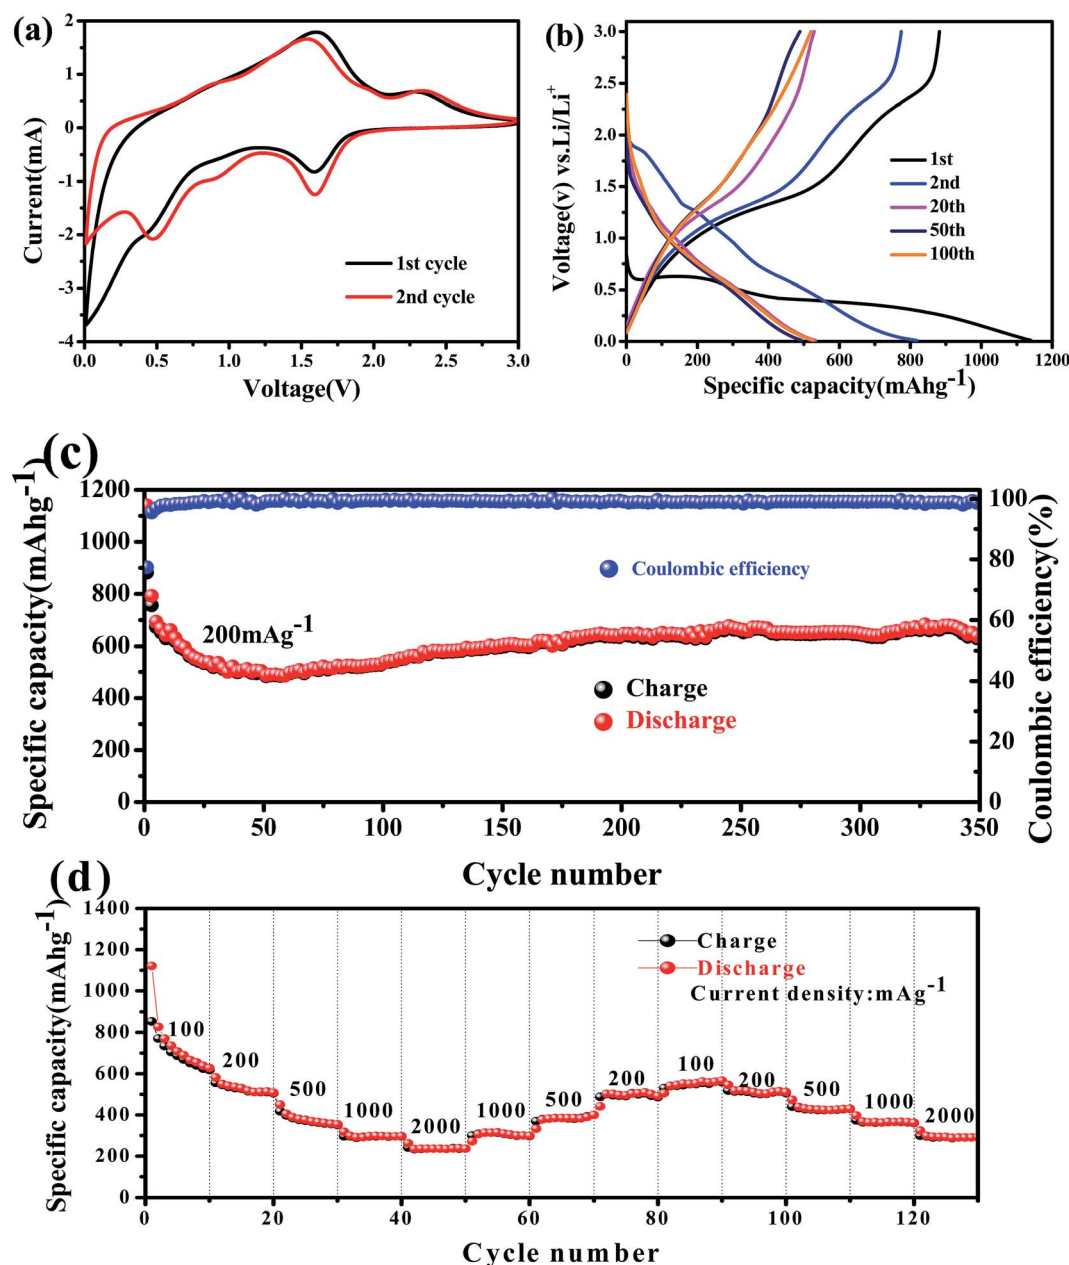 (a)
2
1
0
-1
-2
-3
-4
0.0 0.5 1.0 1.5 2.0 2.5 3.0
Current(mA)
Voltage(V)
1st cycle
2nd cycle
(b)
3.0
2.5
2.0
1.5
1.0
0.5
0.0
0 200 400 600 800 1000 1200
Voltage(v) vs.Li/Li+
Specific capacity(mAhg-1)
1st
2nd
20th
50th
100th
(c)
1200
1000
800
600
400
200
0
0 50 100 150 200 250 300 350
100
80
60
40
20
0
Specific capacity(mAhg-1)
Coulombic efficiency(%)
Cycle number
200mAg-1
Coulombic efficiency
Charge
Discharge
(d)
1400
1200
1000
800
600
400
200
0
0 20 40 60 80 100 120
Specific capacity(mAhg-1)
Cycle number
Charge
Discharge
Current density:mAg-1
100 200 500 1000 2000 1000 500 200 100 200 500 1000 2000